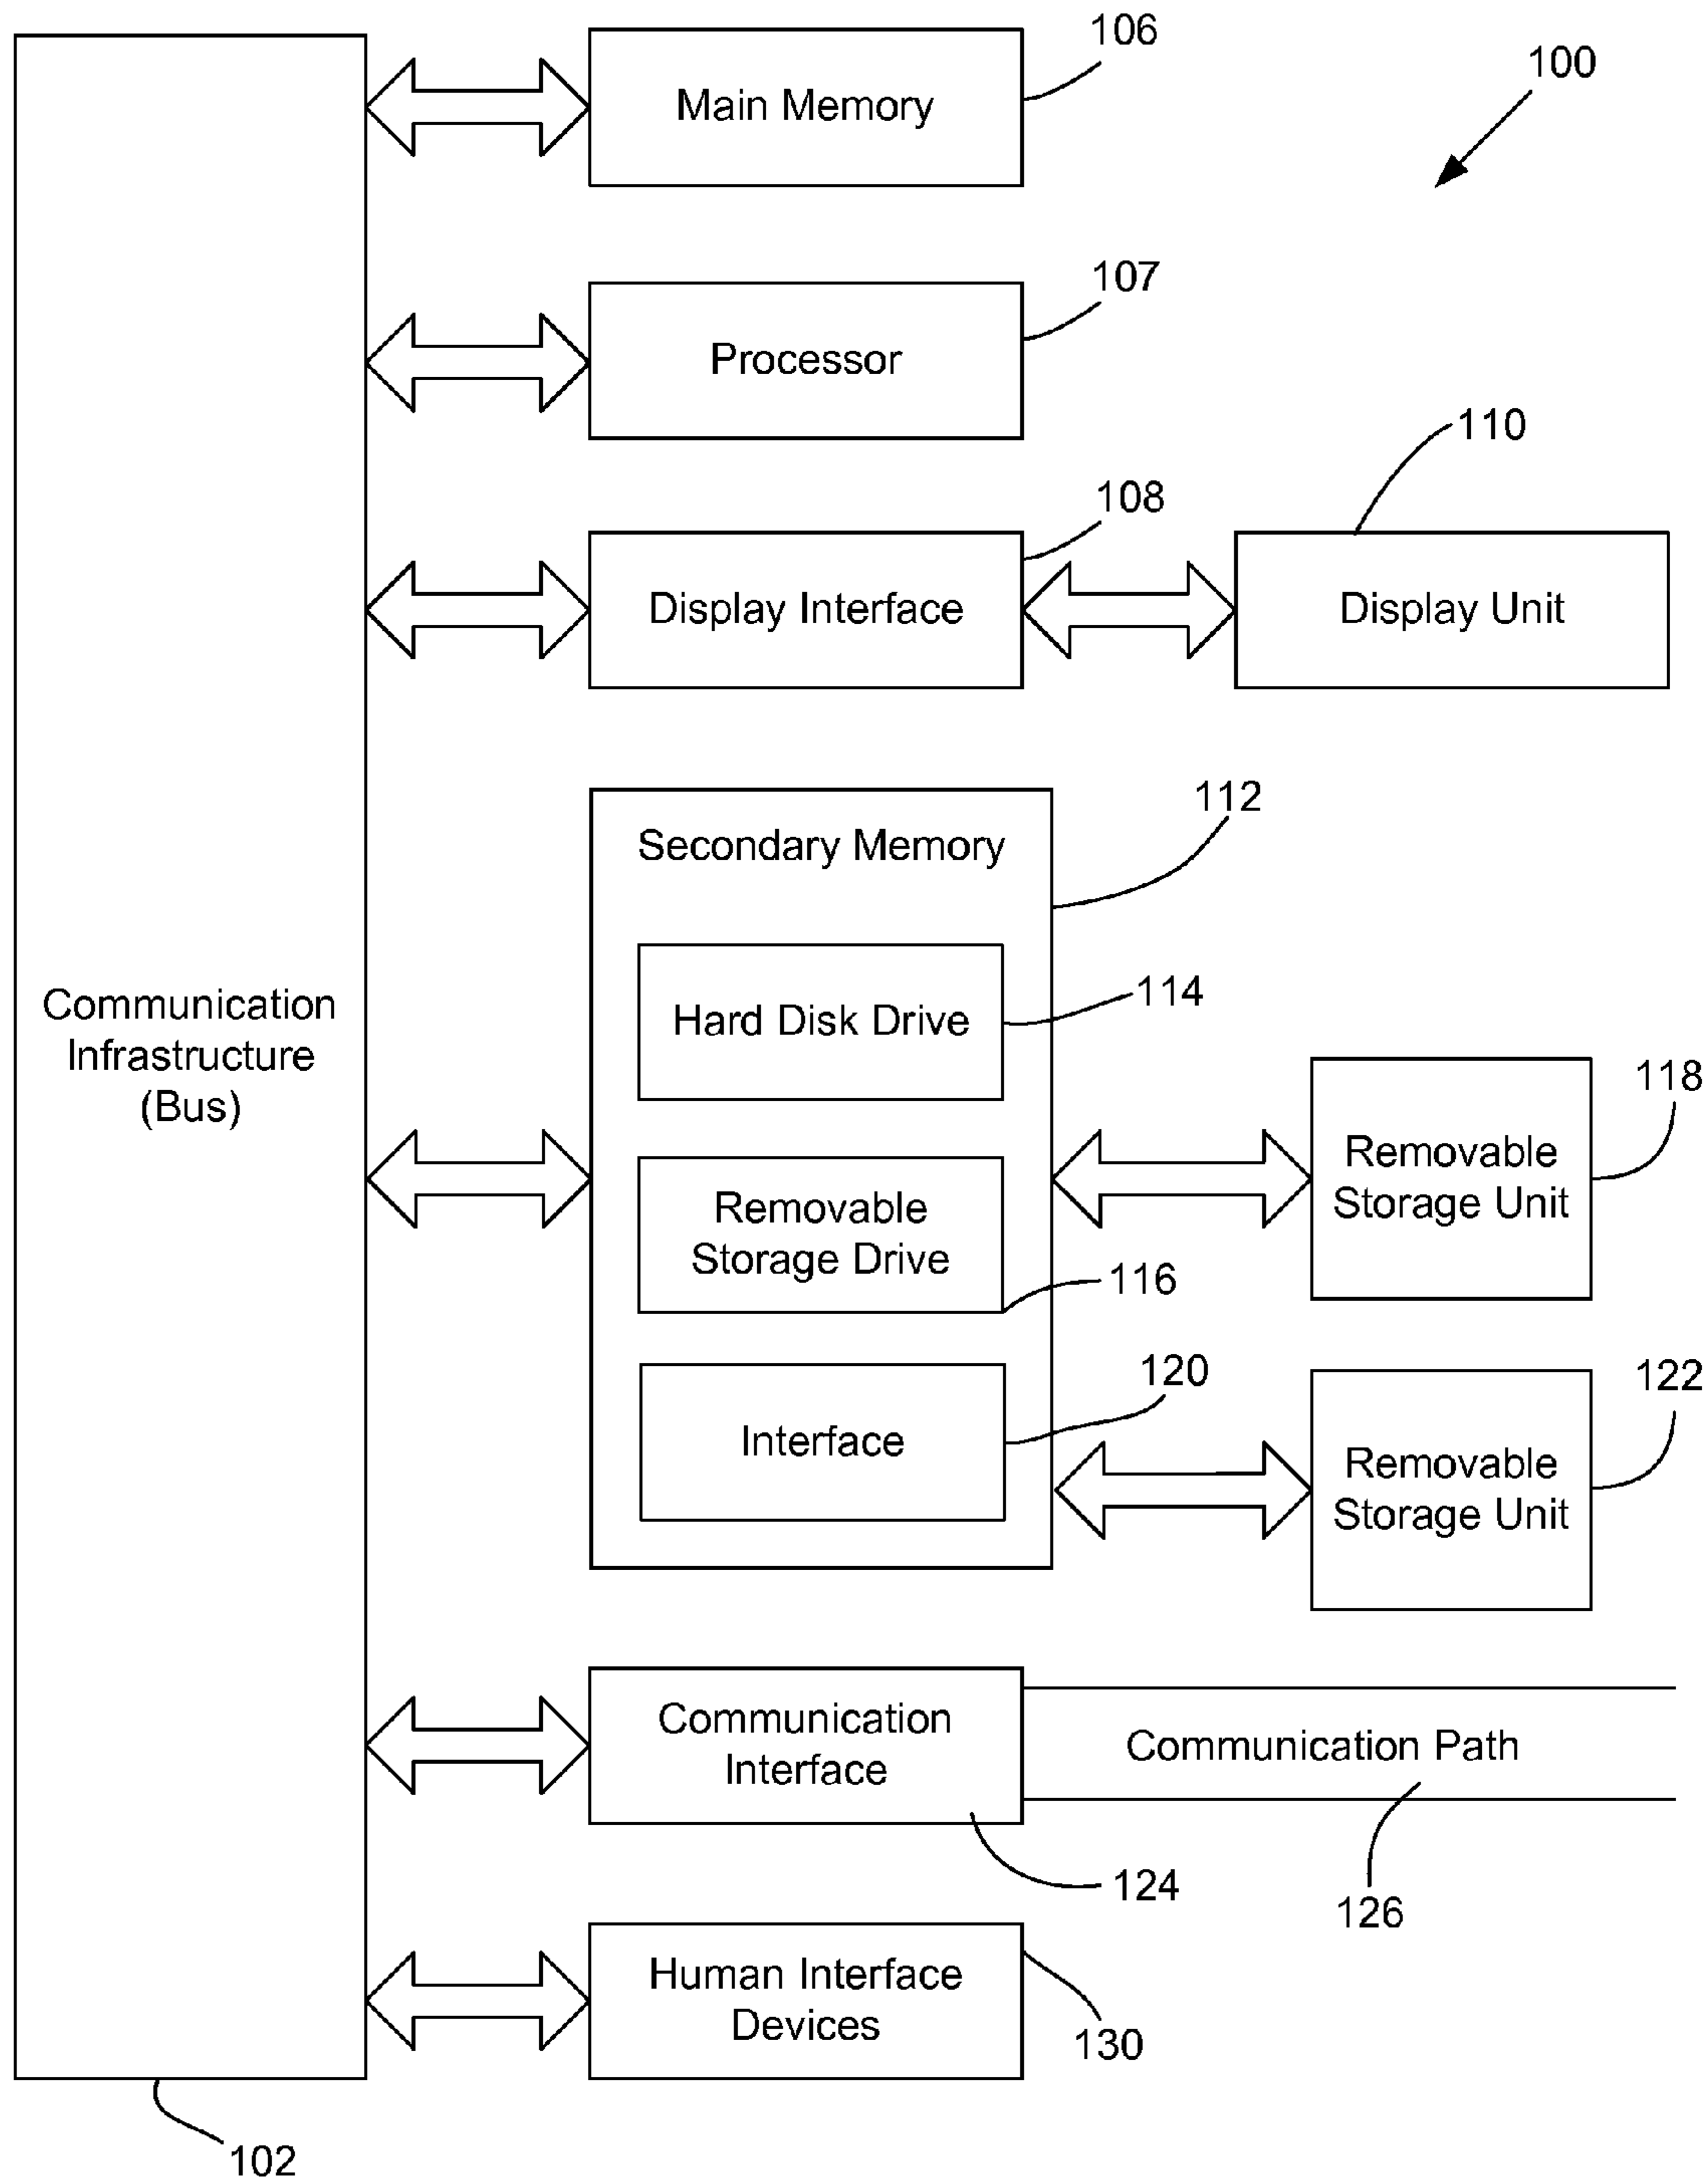 106
100
Main Memory
107
Processor
110
108
Display Interface
Display Unit
112
Secondary Memory
114
Hard Disk Drive
Communication
Infrastructure
(Bus)
118
Removable
Storage Unit
Removable
Storage Drive
116
120
122
Interface
Removable
Storage Unit
Communication
Interface
Communication Path
124
126
Human Interface
Devices
130
102